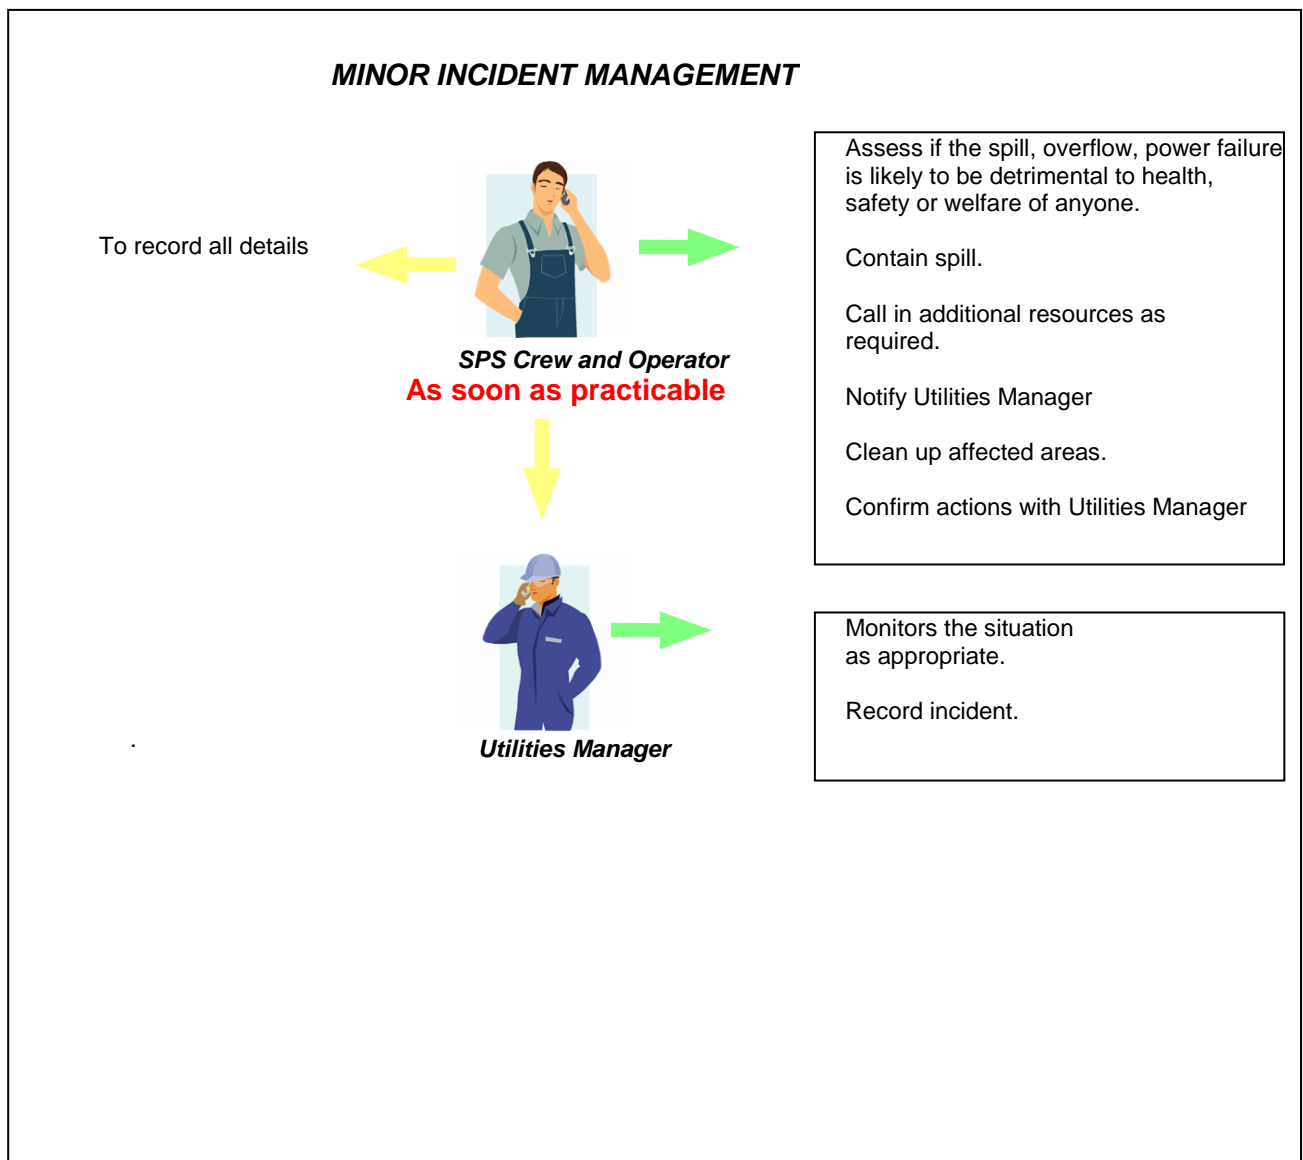 MINOR INCIDENT MANAGEMENT
To record all details
SPS Crew and Operator
As soon as practicable
Assess if the spill, overflow, power failure
is likely to be detrimental to health,
safety or welfare of anyone.
Contain spill.
Call in additional resources as
required.
Notify Utilities Manager
Clean up affected areas.
Confirm actions with Utilities Manager
.
Utilities Manager
Monitors the situation
as appropriate.
Record incident.